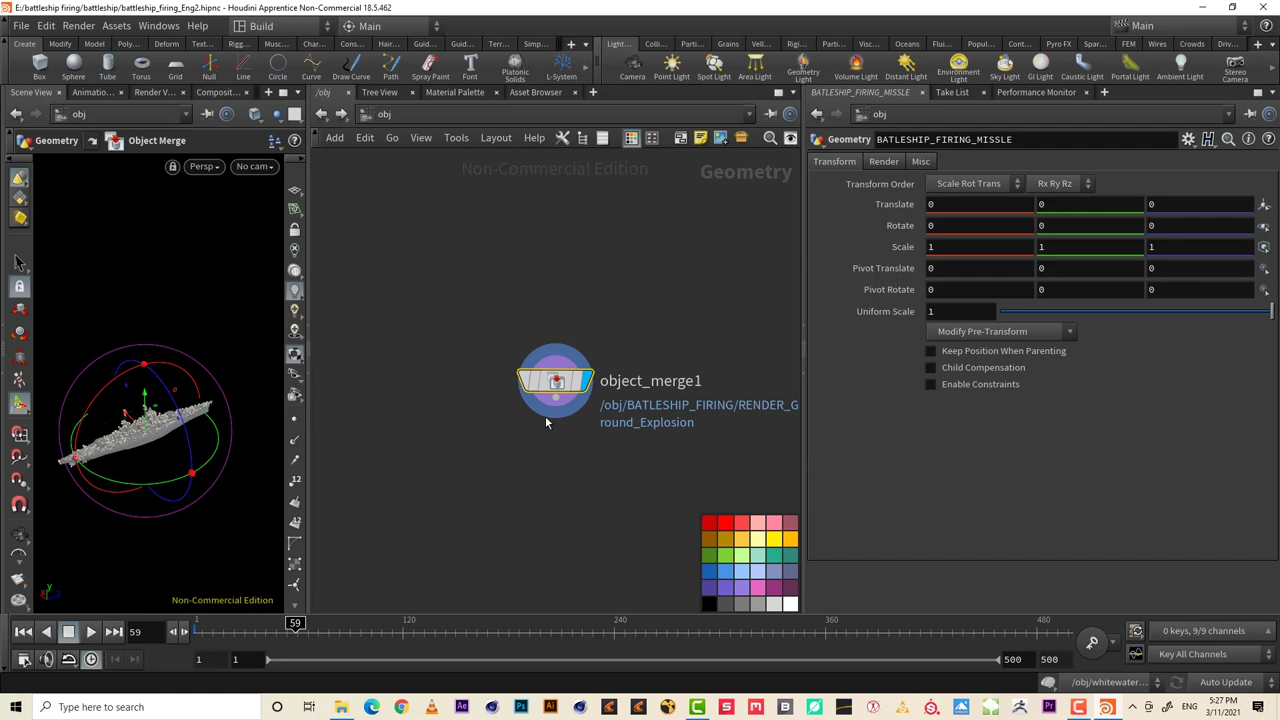 E:/battleship firing/battleship_firing_Eng2.hipnc - Houdini Apprentice Non-Commercial 18.5.462
File Edit Render Assets Windows Help Build Main Main
Create Modify Model Poly... Deform Text... Rigg... Musc... Char... Cons... Hair... Guid... Guid... Terr... Simp... Light... Colli... Parti... Grains Vell... Rigi... Parti... Visc... Oceans Flui... Popul... Cont... Pyro FX Spar... FEM Wires Crowds Driv...
Box Sphere Tube Torus Grid Null Line Circle Curve Draw Curve Path Spray Paint Font Platonic Solids L-System Camera Point Light Spot Light Area Light Geometry Light Volume Light Distant Light Environment Light Sky Light GI Light Caustic Light Portal Light Ambient Light Stereo Camera
Scene View Animatio... Render V... Composit... /obj Tree View Material Palette Asset Browser BATLESHIP_FIRING_MISSLE Take List Performance Monitor
obj obj obj
Geometry Object Merge Add Edit Go View Tools Layout Help Geometry BATLESHIP_FIRING_MISSLE
Persp No cam
Non-Commercial Edition Geometry
Transform Render Misc
Transform Order Scale Rot Trans Rx Ry Rz
Translate 0 0 0
Rotate 0 0 0
Scale 1 1 1
Pivot Translate 0 0 0
Pivot Rotate 0 0 0
Uniform Scale 1
Modify Pre-Transform
Keep Position When Parenting
Child Compensation
Enable Constraints
object_merge1
/obj/BATLESHIP_FIRING/RENDER_G
round_Explosion
12
12
y
Non-Commercial Edition
59 1 59 120 240 360 480 0 keys, 9/9 channels
1 1 500 500 Key All Channels
/obj/whitewater... Auto Update
Type here to search
5:27 PM
ENG
3/11/2021